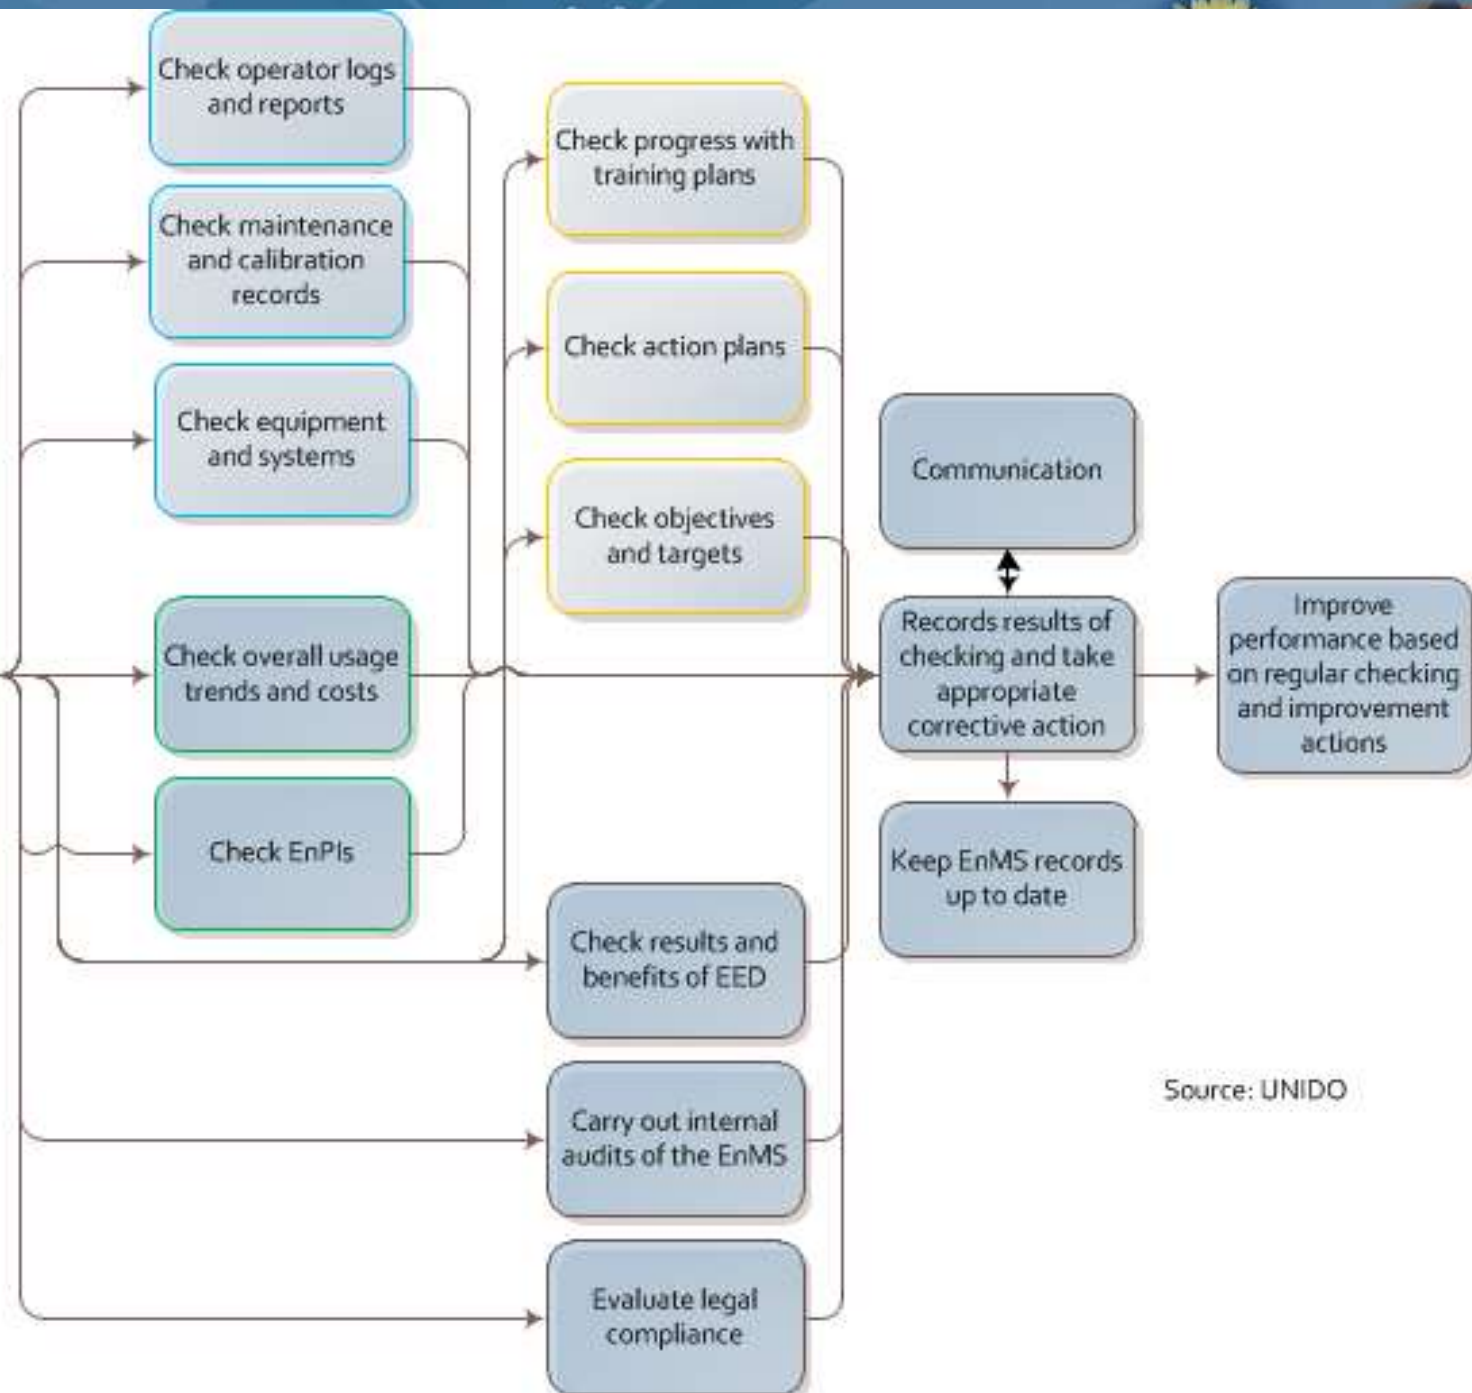 Check operator logs
and reports
Check maintenance
and calibration
records
Check equipment
and systems
Check overall usage
trends and costs
Check EnPIs
Check progress with
training plans
Check action plans
Check objectives
and targets
Check results and
benefits of EED
Carry out internal
audits of the EnMS
Evaluate legal
compliance
Communication
Records results of
checking and take
appropriate
corrective action
Keep EnMS records
up to date
Improve
performance based
on regular checking
and improvement
actions
Source: UNIDO